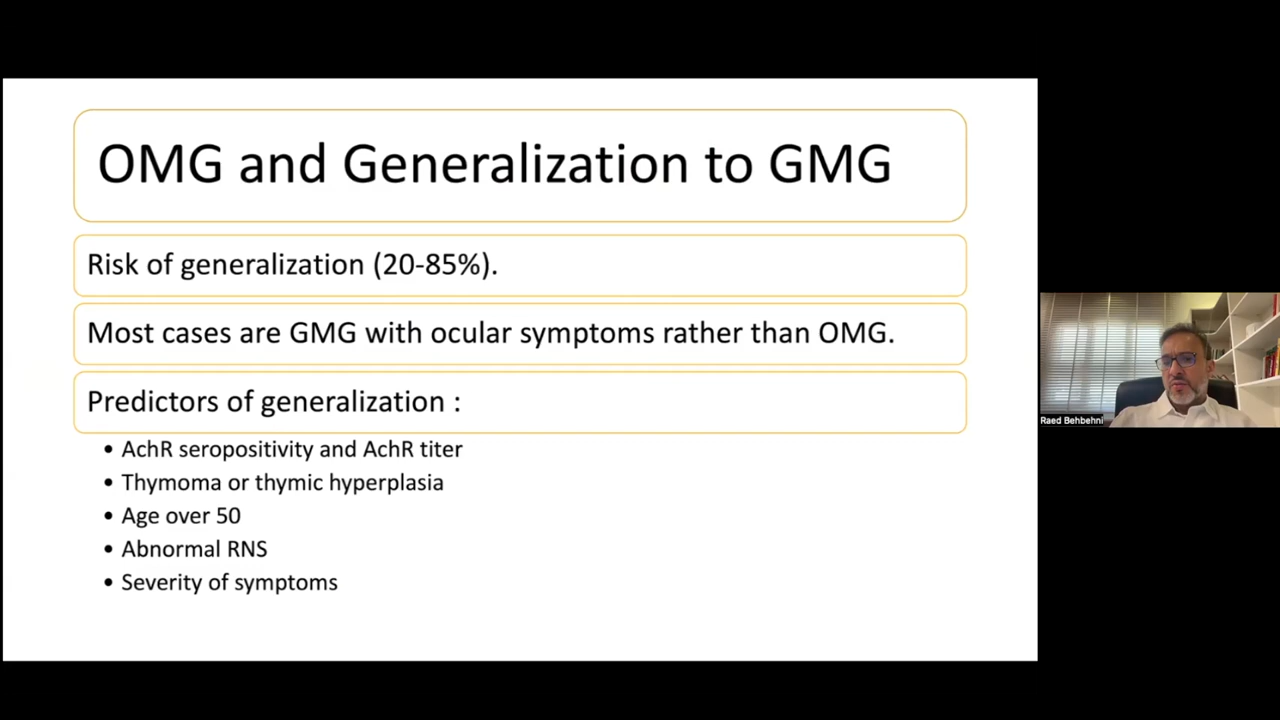 OMG and Generalization to GMG
Risk of generalization (20-85%).
Most cases are GMG with ocular symptoms rather than OMG.
Predictors of generalization :
• AchR seropositivity and AchR titer
• Thymoma or thymic hyperplasia
• Age over 50
• Abnormal RNS
• Severity of symptoms
Raed Behbehni